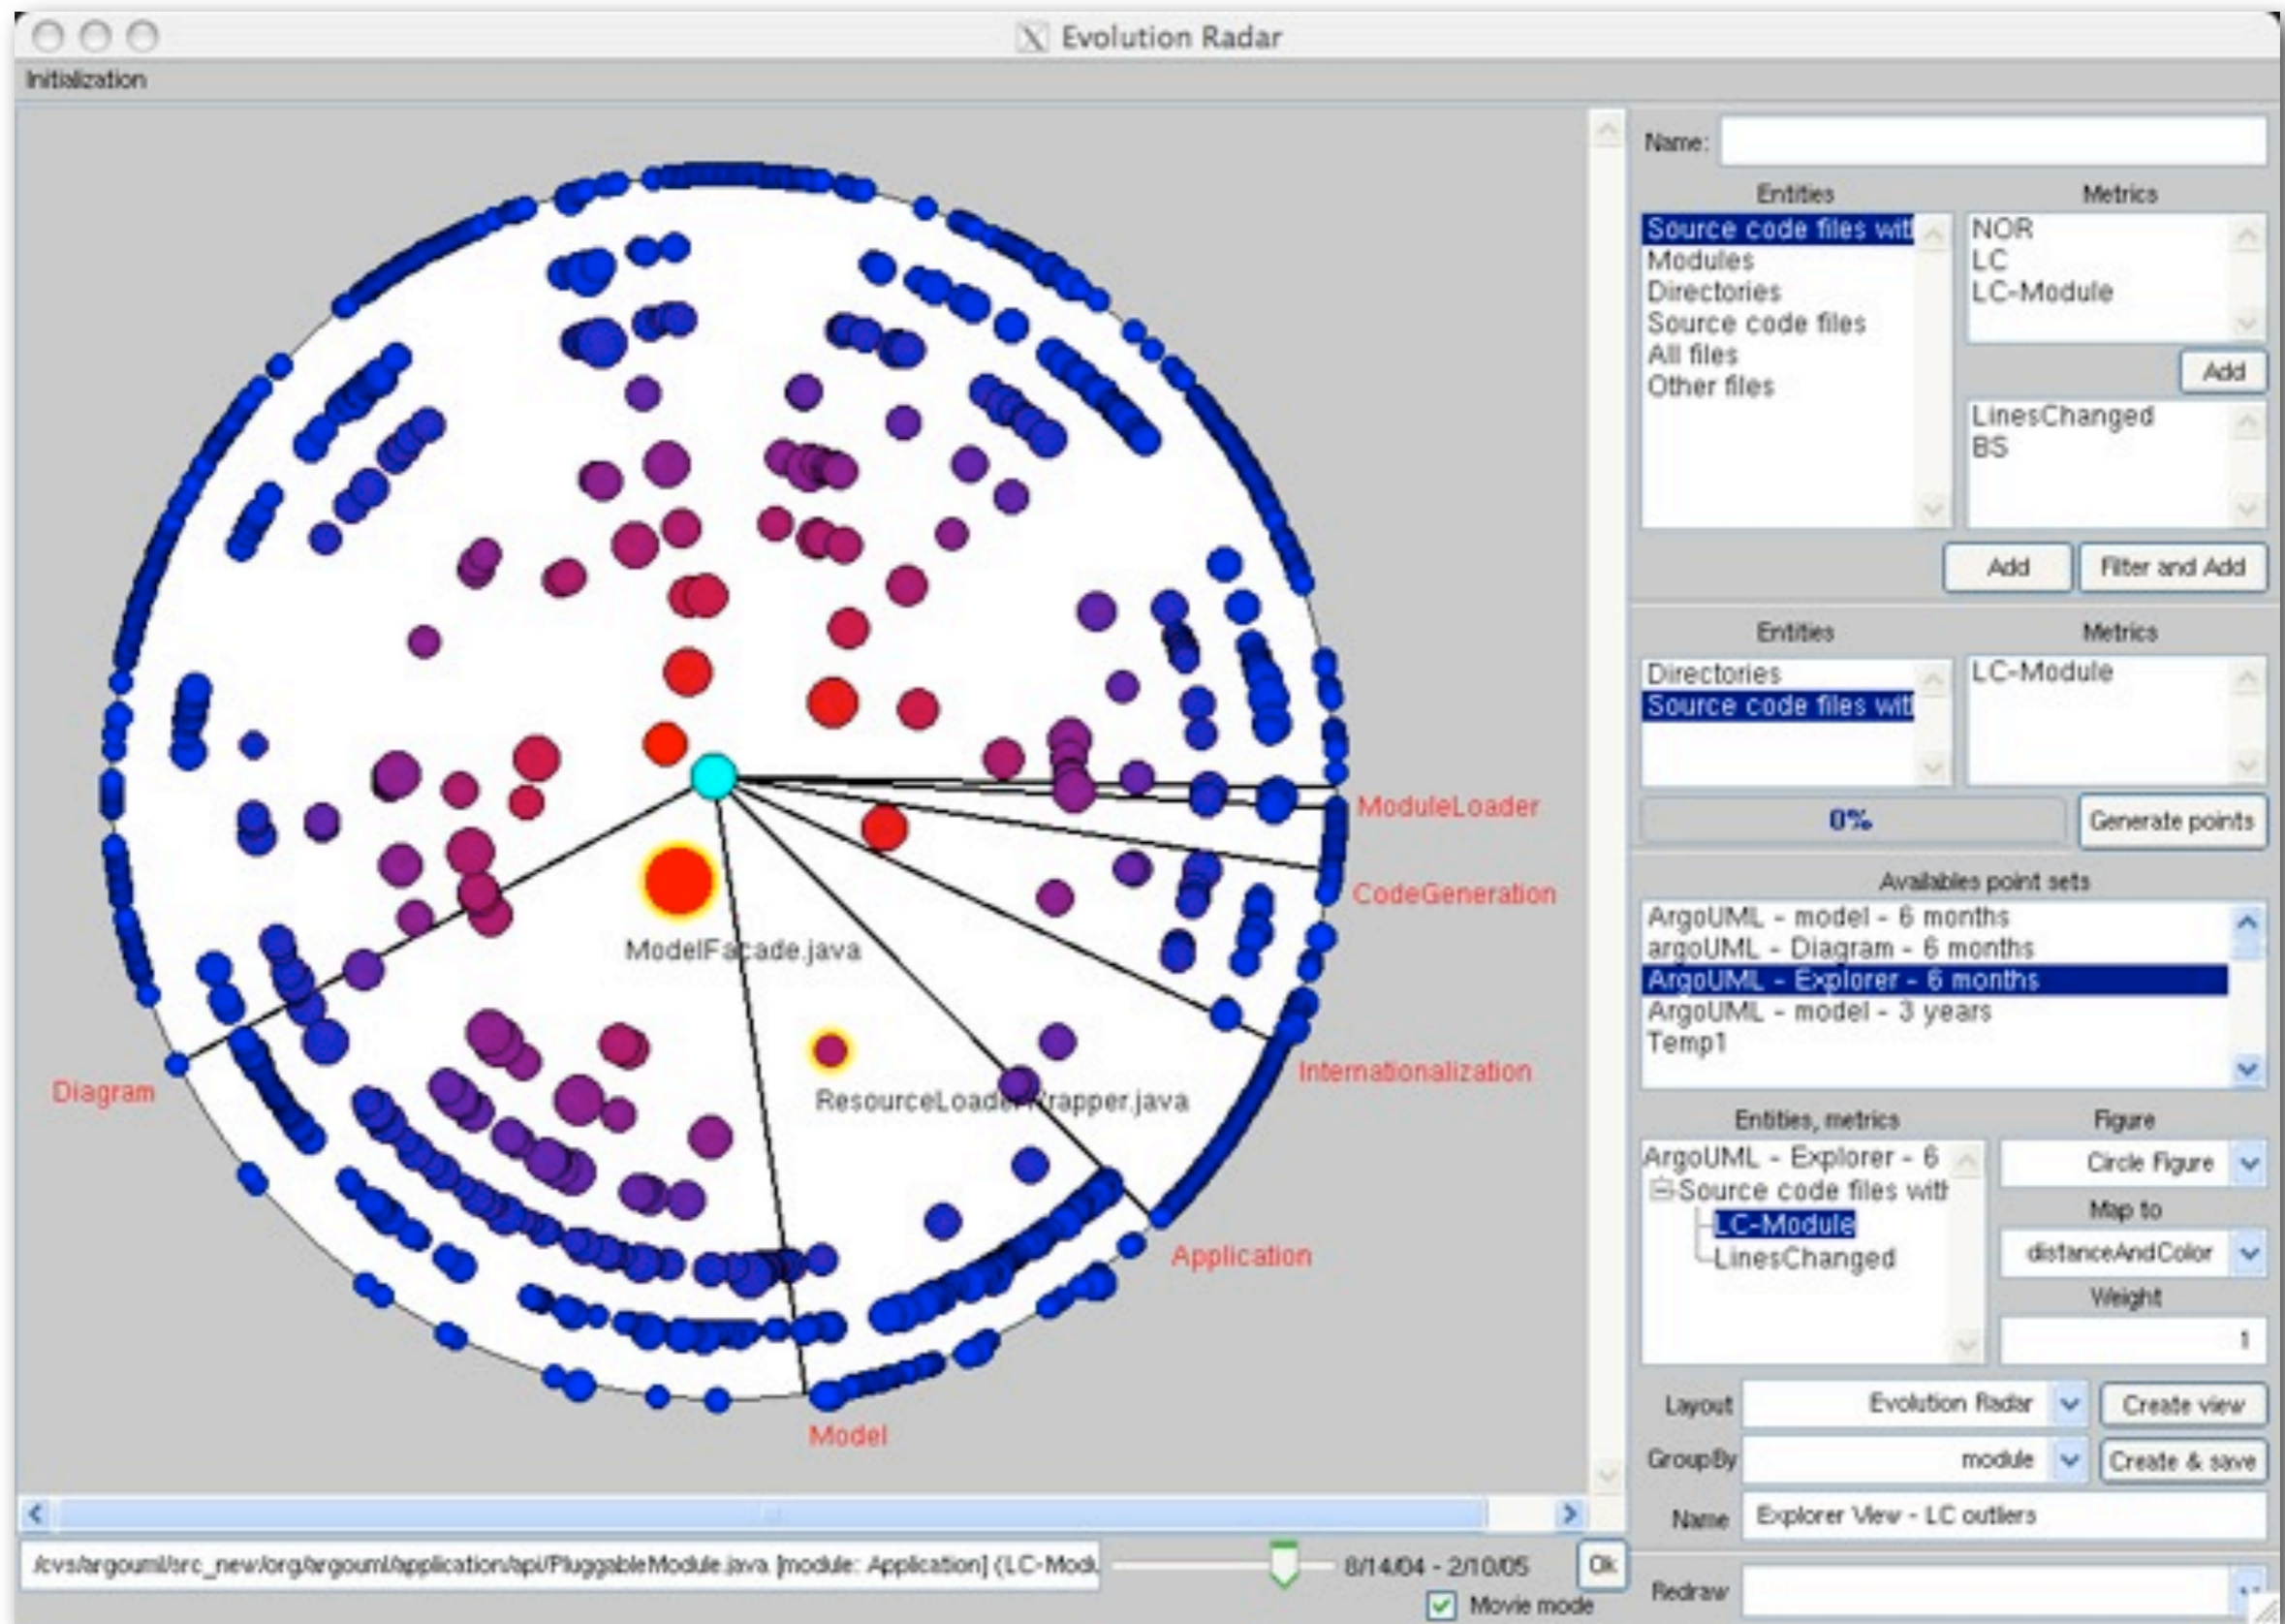 Evolution Radar
Initialization
ModuleLoader
CodeGeneration
ModelFacade.java
ResourceLoaderWrapper.java
Internationalization
Diagram
Application
Model
/cvs/argouml/src_new/org/argouml/application/api/PluggableModule.java [module: Application] (LC-Modu
8/14/04 - 2/10/05
Ok
Movie mode
Name:
Entities
Metrics
Source code files with
Modules
Directories
Source code files
All files
Other files
NOR
LC
LC-Module
Add
LinesChanged
BS
Add
Filter and Add
Entities
Metrics
Directories
Source code files with
LC-Module
0%
Generate points
Availables point sets
ArgoUML - model - 6 months
argoUML - Diagram - 6 months
ArgoUML - Explorer - 6 months
ArgoUML - model - 3 years
Temp1
Entities, metrics
Figure
ArgoUML - Explorer - 6
Source code files with
LC-Module
LinesChanged
Circle Figure
Map to
distanceAndColor
Weight
1
Layout
Evolution Radar
Create view
GroupBy
module
Create & save
Name
Explorer View - LC outliers
Redraw